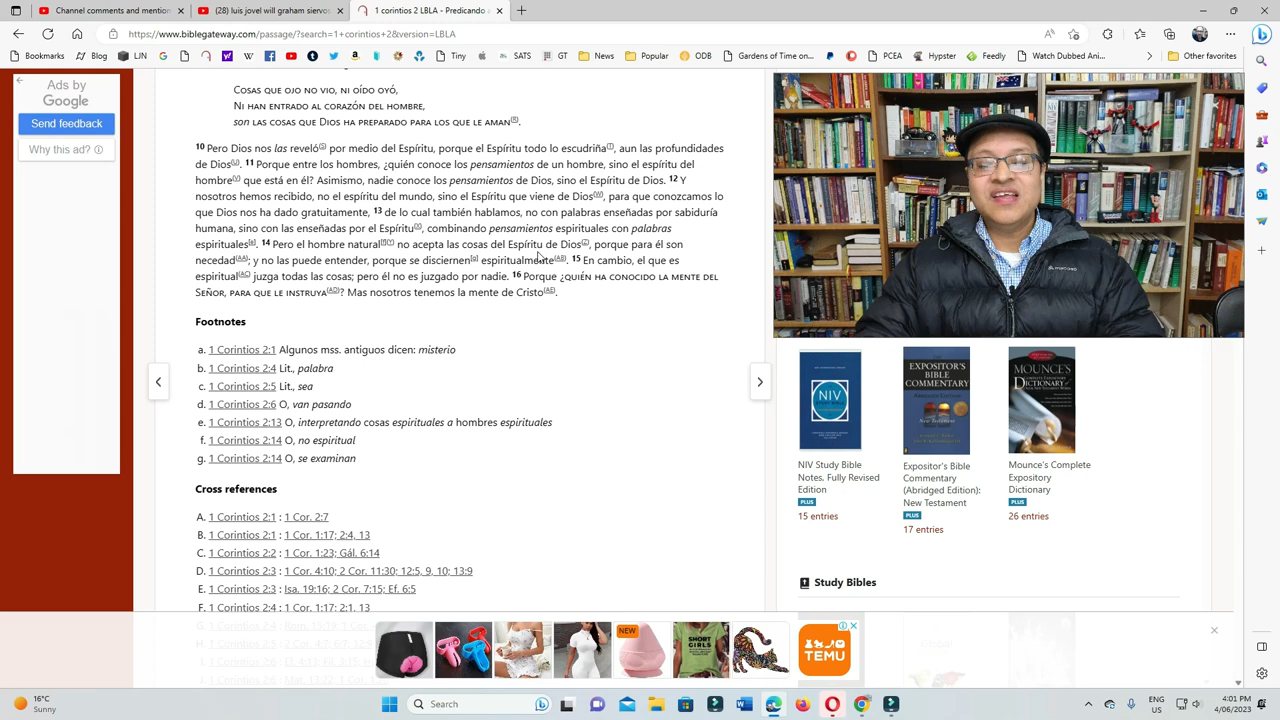 Channel comment and mention
(28) luis joven preachers
1 corintios 2 LBLA - Predicando a
https://www.biblegateway.com/passage/?search=1+corintios+2&version=LBLA
Bookmarks
Blog
LIN
Tiny
SATS
GT
News
Popular
ODB
Gardens of Time on...
PCEA
Hypster
Feedly
Watch Dubbed Ani...
Other favorites
Ads by
Google
Send feedback
Why this ad?
Cosas que ojo no vio, ni oído oyó,
Ni han entrado al corazón del hombre,
son las cosas que Dios ha preparado para los que le aman[R].
10 Pero Dios nos las reveló[S] por medio del Espíritu, porque el Espíritu todo lo escudriña[T], aun las profundidades
de Dios[U]. 11 Porque entre los hombres, ¿quién conoce los pensamientos de un hombre, sino el espíritu del
hombre[V] que está en él? Asimismo, nadie conoce los pensamientos de Dios, sino el Espíritu de Dios. 12 Y
nosotros hemos recibido, no el espíritu del mundo, sino el Espíritu que viene de Dios[W], para que conozcamos lo
que Dios nos ha dado gratuitamente, 13 de lo cual también hablamos, no con palabras enseñadas por sabiduría
humana, sino con las enseñadas por el Espíritu[X], combinando pensamientos espirituales con palabras
espirituales[e]. 14 Pero el hombre natural[f][Y] no acepta las cosas del Espíritu de Dios[Z], porque para él son
necedad[AA]; y no las puede entender, porque se disciernen[g] espiritualmente[AB]. 15 En cambio, el que es
espiritual[AC] juzga todas las cosas; pero él no es juzgado por nadie. 16 Porque ¿quién ha conocido la mente del
Señor, para que le instruya[AD]? Mas nosotros tenemos la mente de Cristo[AE].
Footnotes
a. 1 Corintios 2:1 Algunos mss. antiguos dicen: misterio
b. 1 Corintios 2:4 Lit., palabra
c. 1 Corintios 2:5 Lit., sea
d. 1 Corintios 2:6 O, van pasando
e. 1 Corintios 2:13 O, interpretando cosas espirituales a hombres espirituales
f. 1 Corintios 2:14 O, no espiritual
g. 1 Corintios 2:14 O, se examinan
Cross references
A. 1 Corintios 2:1 : 1 Cor. 2:7
B. 1 Corintios 2:1 : 1 Cor. 1:17; 2:4, 13
C. 1 Corintios 2:2 : 1 Cor. 1:23; Gál. 6:14
D. 1 Corintios 2:3 : 1 Cor. 4:10; 2 Cor. 11:30; 12:5, 9, 10; 13:9
E. 1 Corintios 2:3 : Isa. 19:16; 2 Cor. 7:15; Ef. 6:5
F. 1 Corintios 2:4 : 1 Cor. 1:17; 2:1, 13
NIV
EXPOSITOR'S
BIBLE
COMMENTARY
MOUNCE'S
COMPLETE
EXPOSITORY
DICTIONARY
NIV Study Bible
Notes, Fully Revised
Edition
PLUS
15 entries
Expositor's Bible
Commentary
(Abridged Edition):
New Testament
PLUS
17 entries
Mounce's Complete
Expository
Dictionary
PLUS
26 entries
Study Bibles
NEW
SHORT
GIRLS
TEMU
16°C
Sunny
Search
ENG
US
4:01 PM
4/06/2023